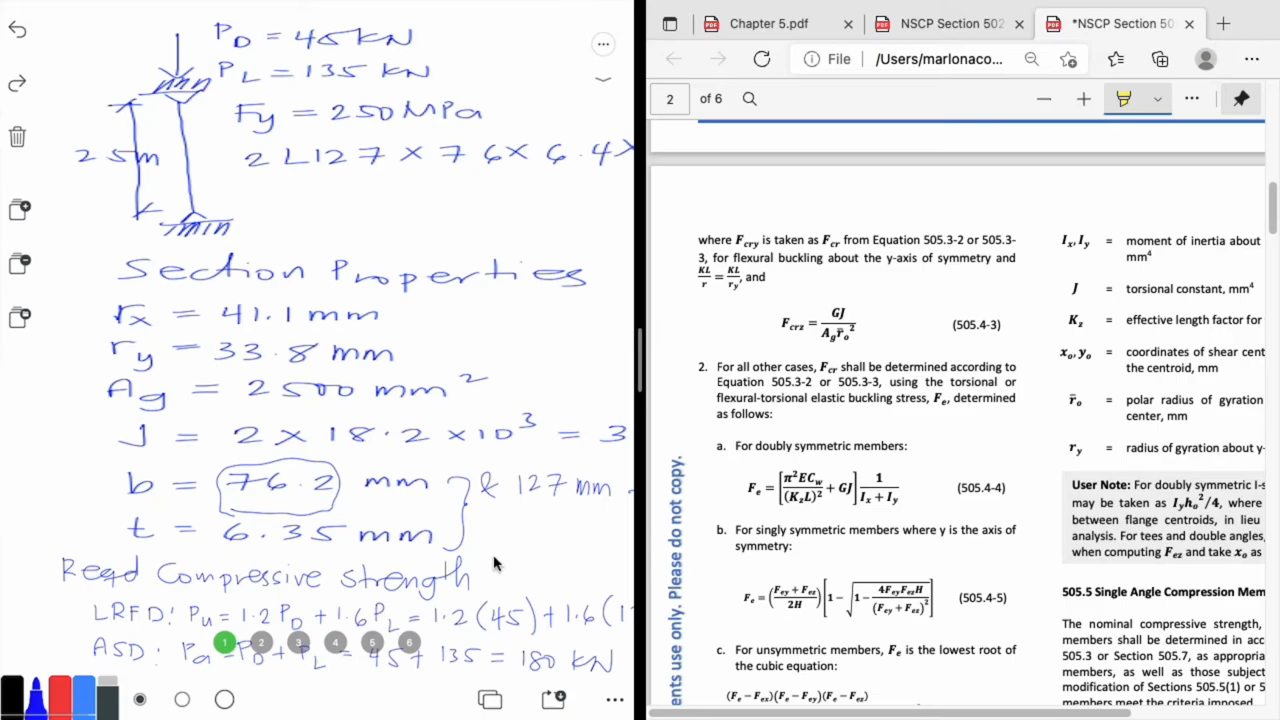 P_D = 45 KN
P_L = 135 KN
Fy = 250 MPa
2 L127 × 76 × 6.4 ×
2.5m
Section Properties
rx = 41.1 mm
ry = 33.8 mm
Ag = 2500 mm²
J = 2 × 18.2 × 10³ = 3
b = 76.2 mm
& 127 mm
t = 6.35 mm
Reqd Compressive Strength
LRFD: Pu = 1.2 P_D + 1.6 P_L = 1.2 (45) + 1.6 (1
ASD: Pa = P_D + P_L = 45 + 135 = 180 KN
1 2 3 4 5 6
Chapter 5.pdf
NSCP Section 502
*NSCP Section 50
File /Users/marlonaco...
2 of 6
where F_cry is taken as F_cr from Equation 505.3-2 or 505.3-
3, for flexural buckling about the y-axis of symmetry and
KL/r = KL/r_y, and
F_crz = GJ / A_g r̄_o² (505.4-3)
2. For all other cases, F_cr shall be determined according to
Equation 505.3-2 or 505.3-3, using the torsional or
flexural-torsional elastic buckling stress, F_e, determined
as follows:
a. For doubly symmetric members:
F_e = [π²EC_w / (K_zL)² + GJ] 1 / I_x + I_y (505.4-4)
b. For singly symmetric members where y is the axis of
symmetry:
F_e = (F_ey + F_ez / 2H) [1 − √1 − 4F_eyF_ezH / (F_ey + F_ez)²] (505.4-5)
c. For unsymmetric members, F_e is the lowest root of
the cubic equation:
(F_e − F_ex)(F_e − F_ey)(F_e − F_ez)
ents use only. Please do not copy.
I_x, I_y = moment of inertia about
mm⁴
J = torsional constant, mm⁴
K_z = effective length factor for
x_o, y_o = coordinates of shear cent
the centroid, mm
r̄_o = polar radius of gyration
center, mm
r_y = radius of gyration about y-
User Note: For doubly symmetric I-s
may be taken as I_yh_o²/4, where
between flange centroids, in lieu
analysis. For tees and double angles,
when computing F_ez and take x_o as
505.5 Single Angle Compression Mem
The nominal compressive strength,
members shall be determined in acc
505.3 or Section 505.7, as appropria
members, as well as those subject
modification of Sections 505.5(1) or 5
members meet the criteria imposed